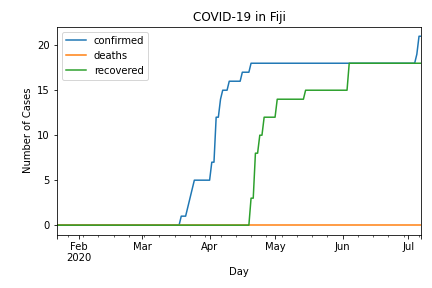 COVID-19 in Fiji
confirmed
deaths
recovered
Number of Cases
20
15
10
5
0
Feb Mar Apr May Jun Jul
2020
Day